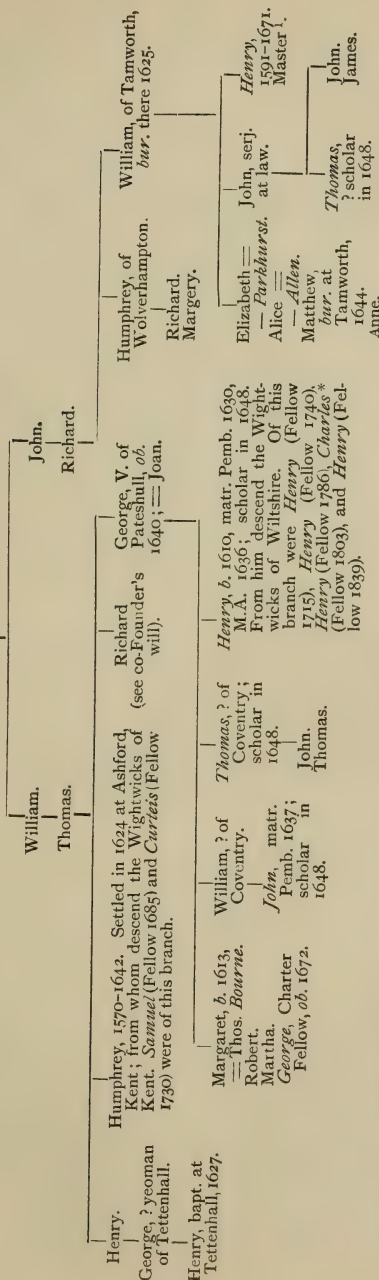 William.
Thomas.
John.
Richard.
Henry.
George, ? yeoman
of Tettenhall.
Henry, bapt. at
Tettenhall, 1627.
Humphrey, 1570-1642. Settled in 1624 at Ashford,
Kent; from whom descend the Wightwicks of
Kent. Samuel (Fellow 1685) and Curteis (Fellow
1730) were of this branch.
Richard
(see co-Founder's
will).
George, V. of
Pateshull, ob.
1640; = Joan.
Humphrey, of
Wolverhampton.
Richard.
Margery.
William, of Tamworth,
bur. there 1625.
Margaret, b. 1613,
= Thos. Bourne.
Robert.
Martha.
George, Charter
Fellow, ob. 1672.
William, ? of
Coventry.
John, matr.
Pemb. 1637;
scholar in
1648.
Thomas, ? of
Coventry;
scholar in
1648.
John.
Thomas.
Henry, b. 1610, matr. Pemb. 1630,
M.A. 1636; scholar in 1648.
From him descend the Wight-
wicks of Wiltshire. Of this
branch were Henry (Fellow
1715), Henry (Fellow 1740),
Henry (Fellow 1786), Charles *
(Fellow 1803), and Henry (Fel-
low 1839).
Elizabeth =
— Parkhurst.
Alice =
— Allen.
Matthew,
bur. at
Tamworth,
1644.
Anne.
John, serj.
at law.
Thomas,
? scholar
in 1648.
John.
James.
Henry,
1591-1671.
Master 1.